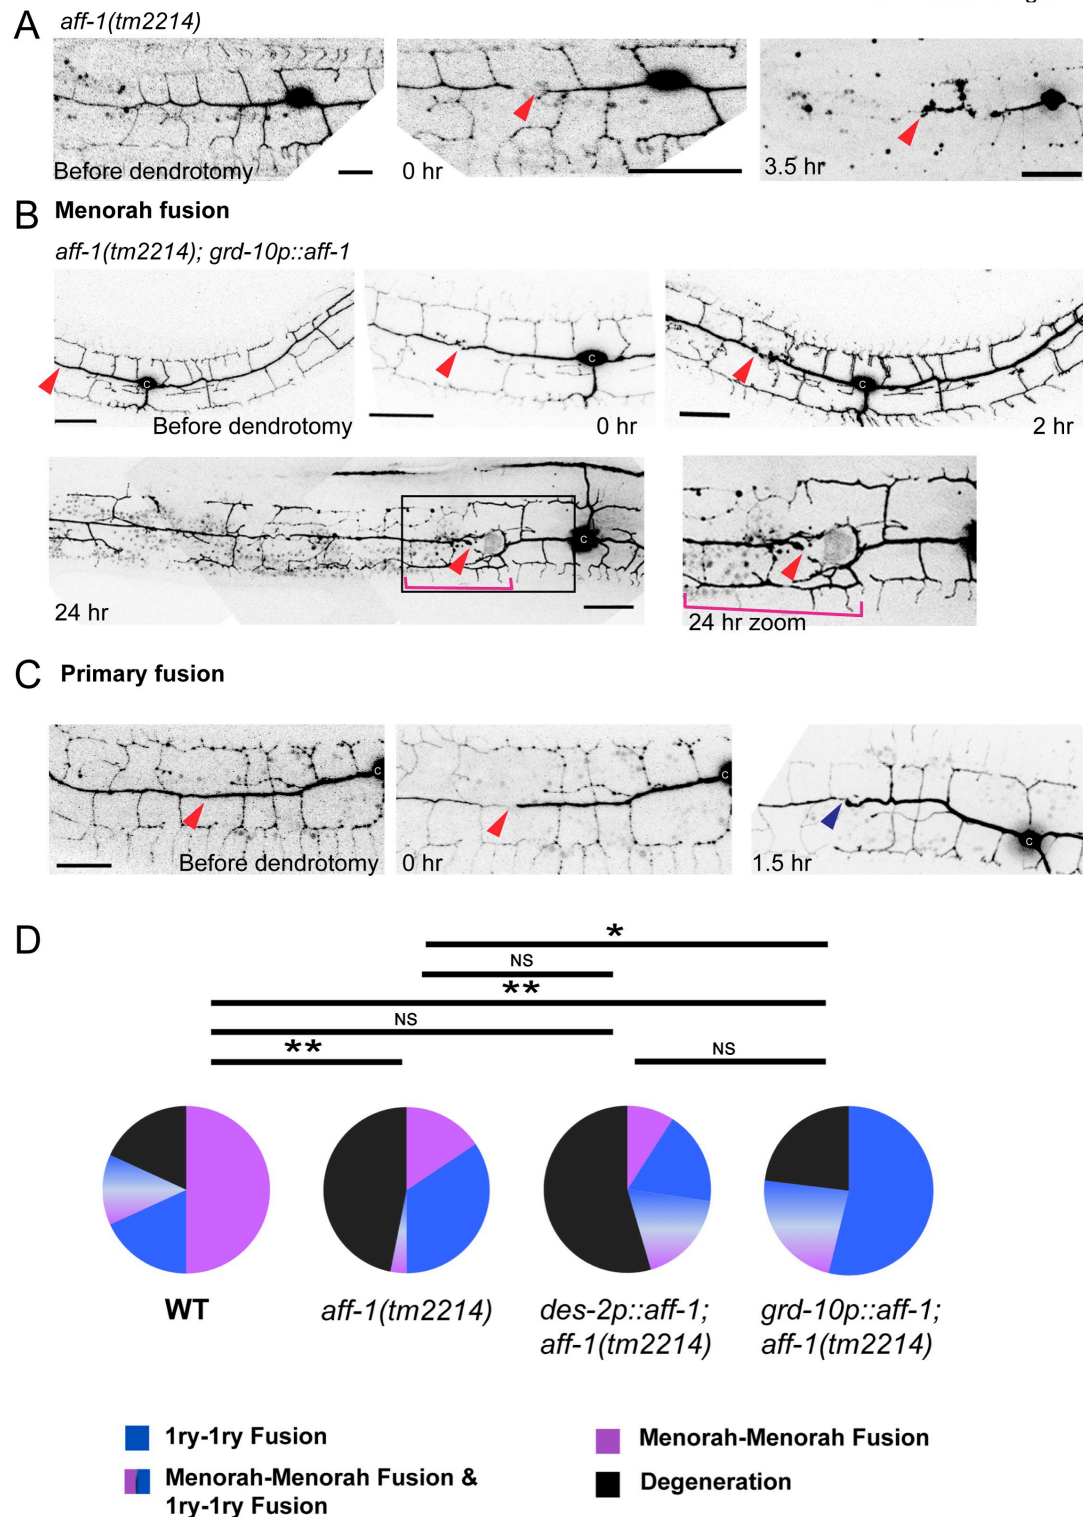 A
aff-1(tm2214)
Before dendrotomy
0 hr
3.5 hr
B
Menorah fusion
aff-1(tm2214); grd-10p::aff-1
c
Before dendrotomy
c
0 hr
c
2 hr
c
24 hr
24 hr zoom
C
Primary fusion
c
Before dendrotomy
c
0 hr
c
1.5 hr
D
*
NS
**
NS
**
NS
WT
aff-1(tm2214)
des-2p::aff-1;
aff-1(tm2214)
grd-10p::aff-1;
aff-1(tm2214)
1ry-1ry Fusion
Menorah-Menorah Fusion &
1ry-1ry Fusion
Menorah-Menorah Fusion
Degeneration